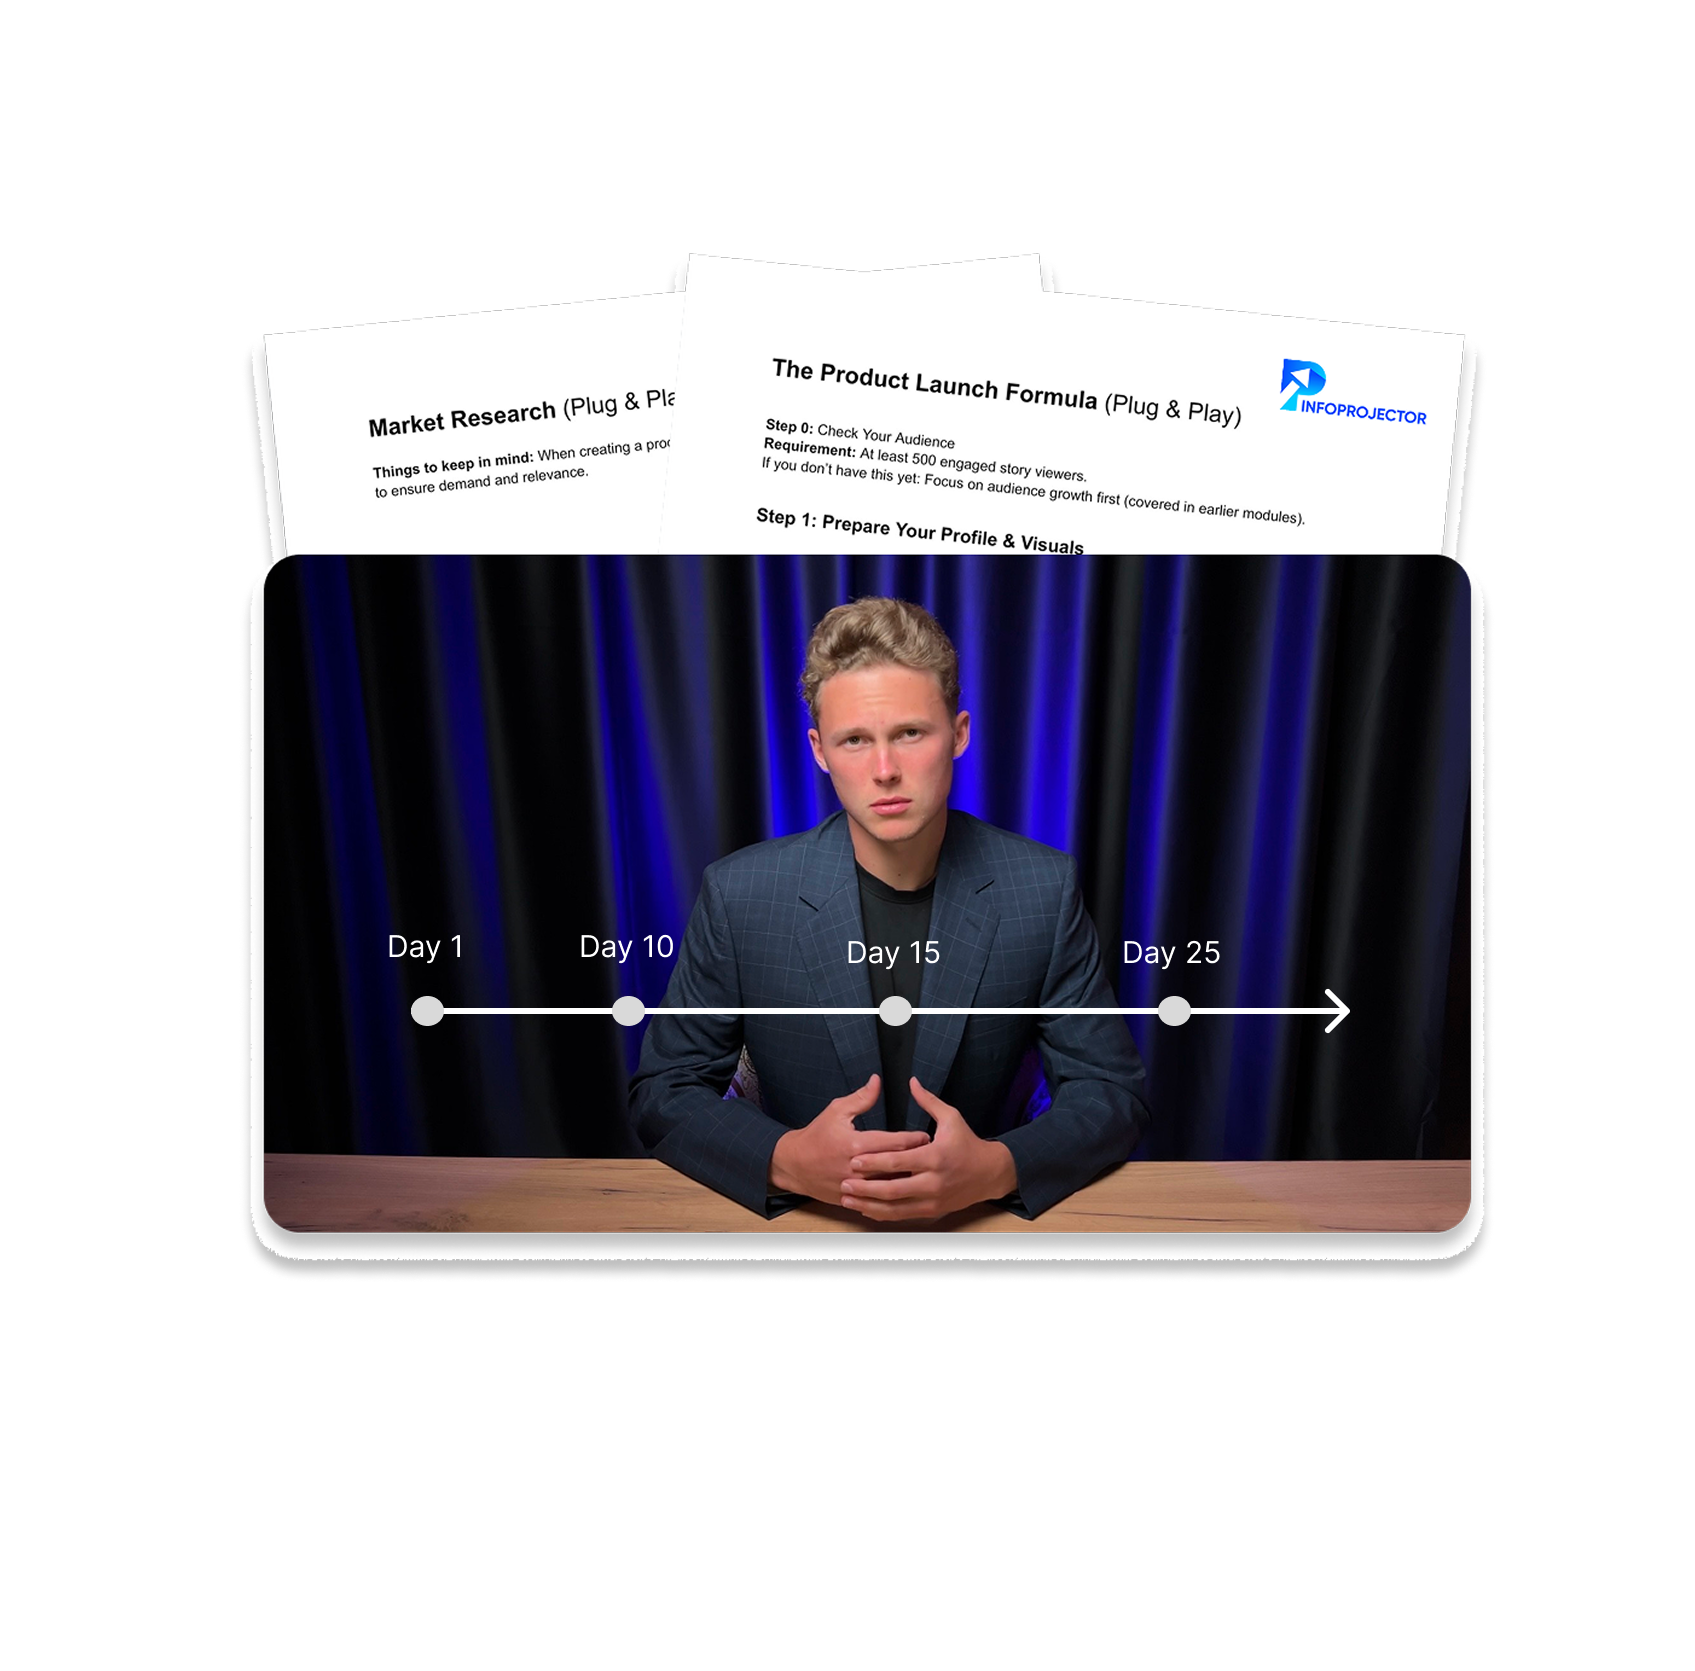 Market Research (Plug & Pla
Things to keep in mind: When creating a proc
to ensure demand and relevance.
The Product Launch Formula (Plug & Play)
INFOPROJECTOR
Step 0: Check Your Audience
Requirement: At least 500 engaged story viewers.
If you don't have this yet: Focus on audience growth first (covered in earlier modules).
Step 1: Prepare Your Profile & Visuals
Day 1
Day 10
Day 15
Day 25